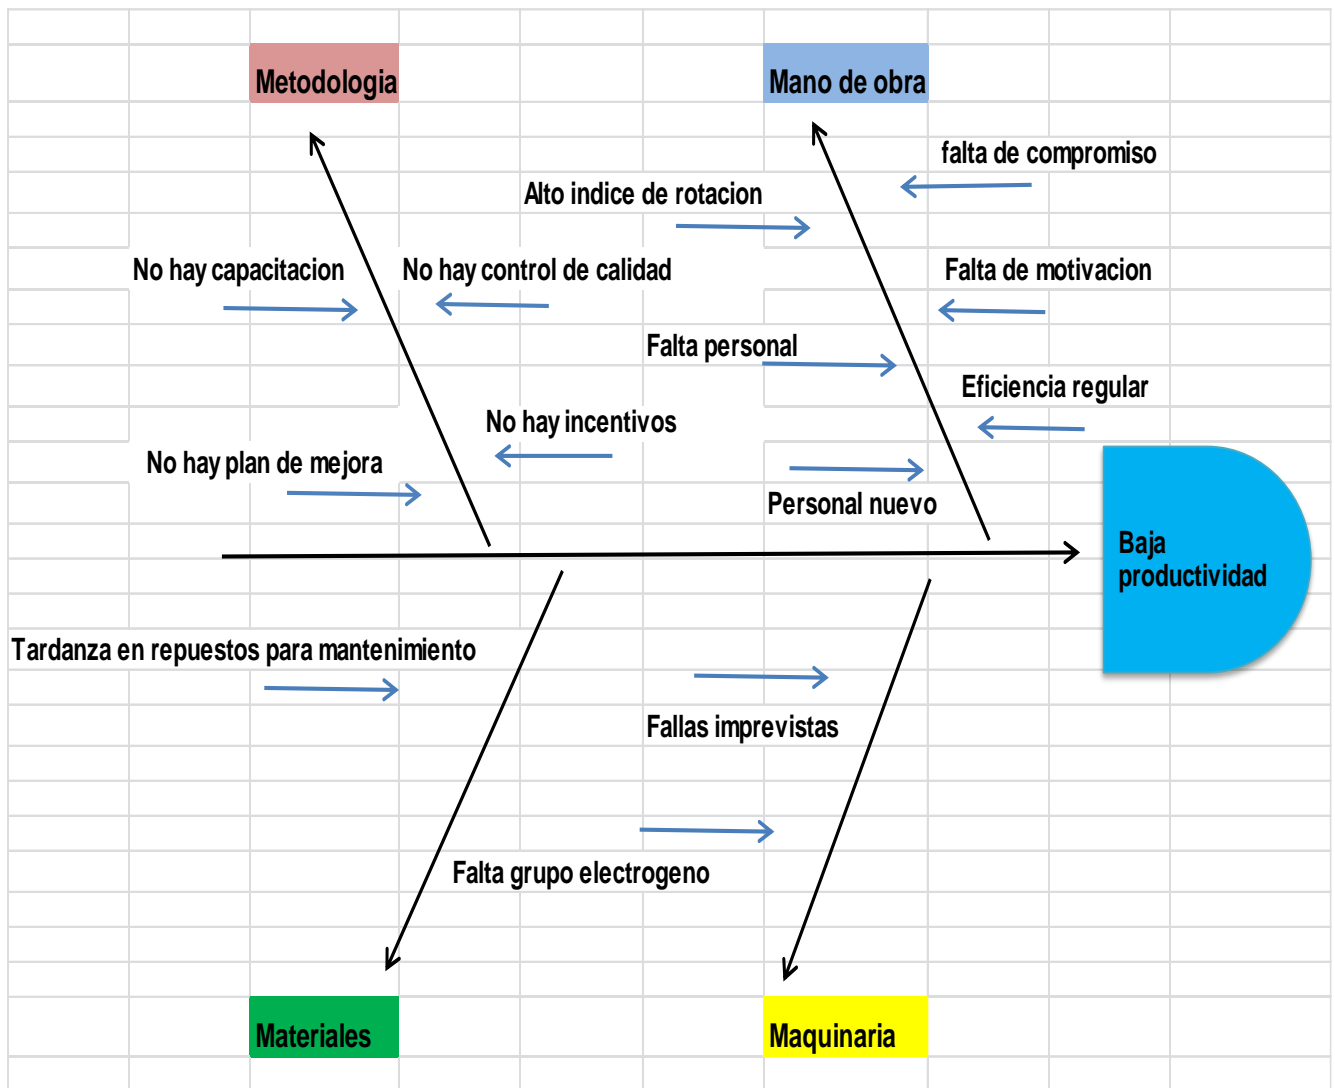 Metodologia
Mano de obra
falta de compromiso
Alto indice de rotacion
No hay capacitacion
No hay control de calidad
Falta de motivacion
Falta personal
Eficiencia regular
No hay incentivos
No hay plan de mejora
Personal nuevo
Baja
productividad
Tardanza en repuestos para mantenimiento
Fallas imprevistas
Falta grupo electrogeno
Materiales
Maquinaria